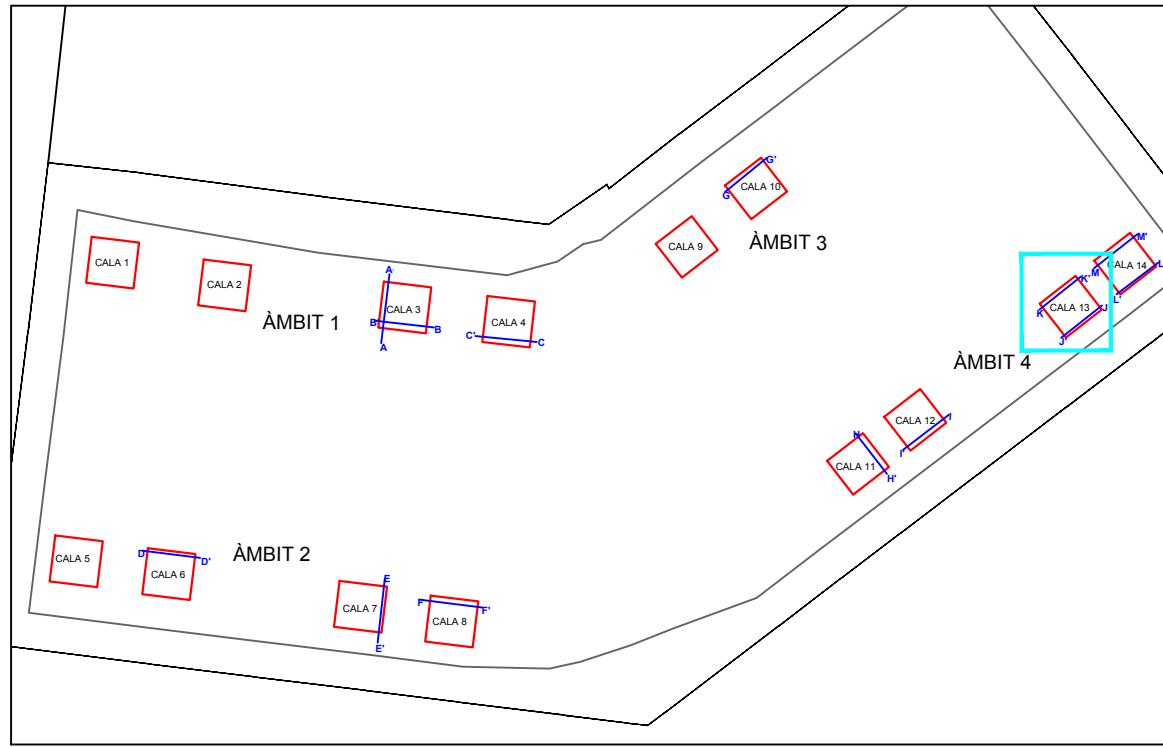 G'
CALA 10
G
CALA 9
ÀMBIT 3
CALA 1
CALA 2
A'
CALA 3
B'
B
A
ÀMBIT 1
CALA 4
C'
C
M'
CALA 14
L
M
L'
K'
CALA 13
K
J
J'
ÀMBIT 4
CALA 12
I
I'
H
CALA 11
H'
CALA 5
D
D'
CALA 6
ÀMBIT 2
E
CALA 7
E'
F
F'
CALA 8